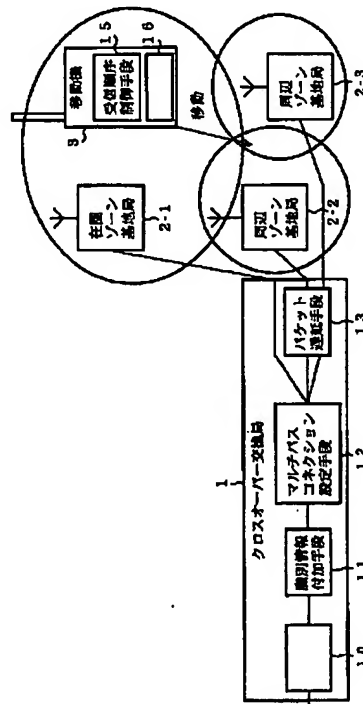 移動機
15
受信順序
制御手段
16
3
移動
在圏
ゾーン
基地局
2-1
周辺
ゾーン
基地局
2-2
周辺
ゾーン
基地局
2-3
1
クロスオーバー交換局
10
識別情報
付加手段
11
マルチパス
コネクション
設定手段
12
パケット
遅延手段
13